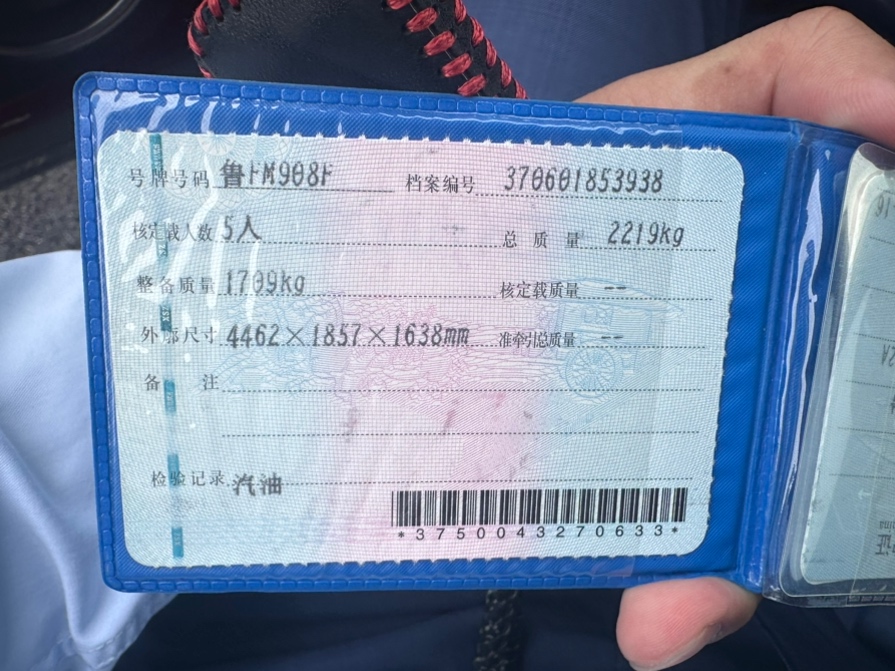 号牌号码 鲁FM908F 档案编号 370601853938
核定载人数 5人 总质量 2219kg
整备质量 1709kg 核定载质量 --
外廓尺寸 4462×1857×1638mm 准牵引总质量 --
备注
检验记录 汽油
*3750043270633*